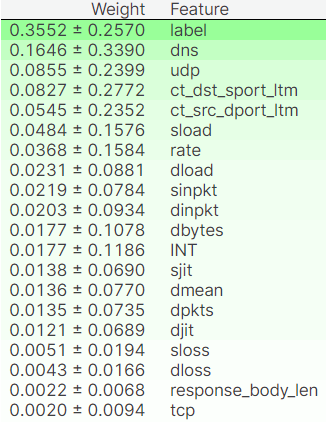 Weight Feature
0.3552 ± 0.2570 label
0.1646 ± 0.3390 dns
0.0855 ± 0.2399 udp
0.0827 ± 0.2772 ct_dst_sport_ltm
0.0545 ± 0.2352 ct_src_dport_ltm
0.0484 ± 0.1576 sload
0.0368 ± 0.1584 rate
0.0231 ± 0.0881 dload
0.0219 ± 0.0784 sinpkt
0.0203 ± 0.0934 dinpkt
0.0177 ± 0.1078 dbytes
0.0177 ± 0.1186 INT
0.0138 ± 0.0690 sjit
0.0136 ± 0.0770 dmean
0.0135 ± 0.0735 dpkts
0.0121 ± 0.0689 djit
0.0051 ± 0.0194 sloss
0.0043 ± 0.0166 dloss
0.0022 ± 0.0068 response_body_len
0.0020 ± 0.0094 tcp